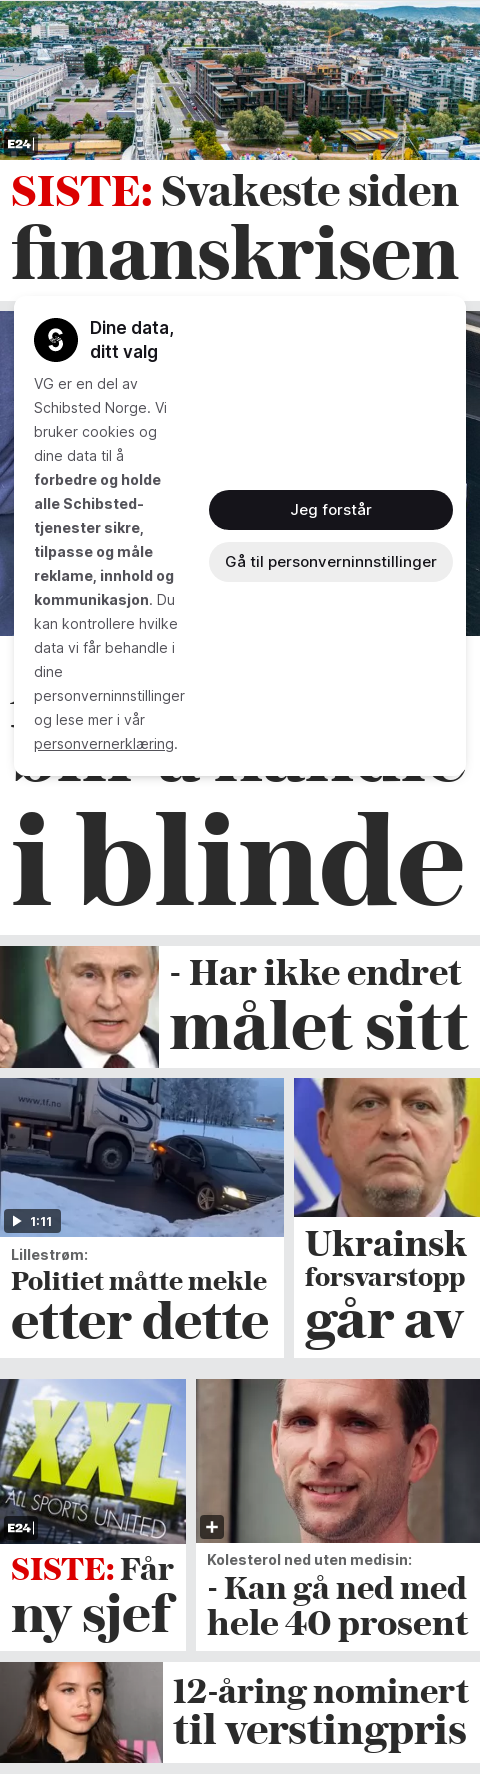 E24
SISTE: Svakeste siden
finanskrisen
Dine data,
ditt valg
VG er en del av
Schibsted Norge. Vi
bruker cookies og
dine data til å
forbedre og holde
alle Schibsted-
tjenester sikre,
tilpasse og måle
reklame, innhold og
kommunikasjon. Du
kan kontrollere hvilke
data vi får behandle i
dine
personverninnstillinger
og lese mer i vår
personvernerklæring.
Jeg forstår
Gå til personverninnstillinger
i blinde
- Har ikke endret
målet sitt
www.tf.no
1:11
Lillestrøm:
Politiet måtte mekle
etter dette
Ukrainsk
forsvarstopp
går av
XXL
ALL SPORTS UNITED
E24
SISTE: Får
ny sjef
Kolesterol ned uten medisin:
- Kan gå ned med
hele 40 prosent
12-åring nominert
til verstingpris